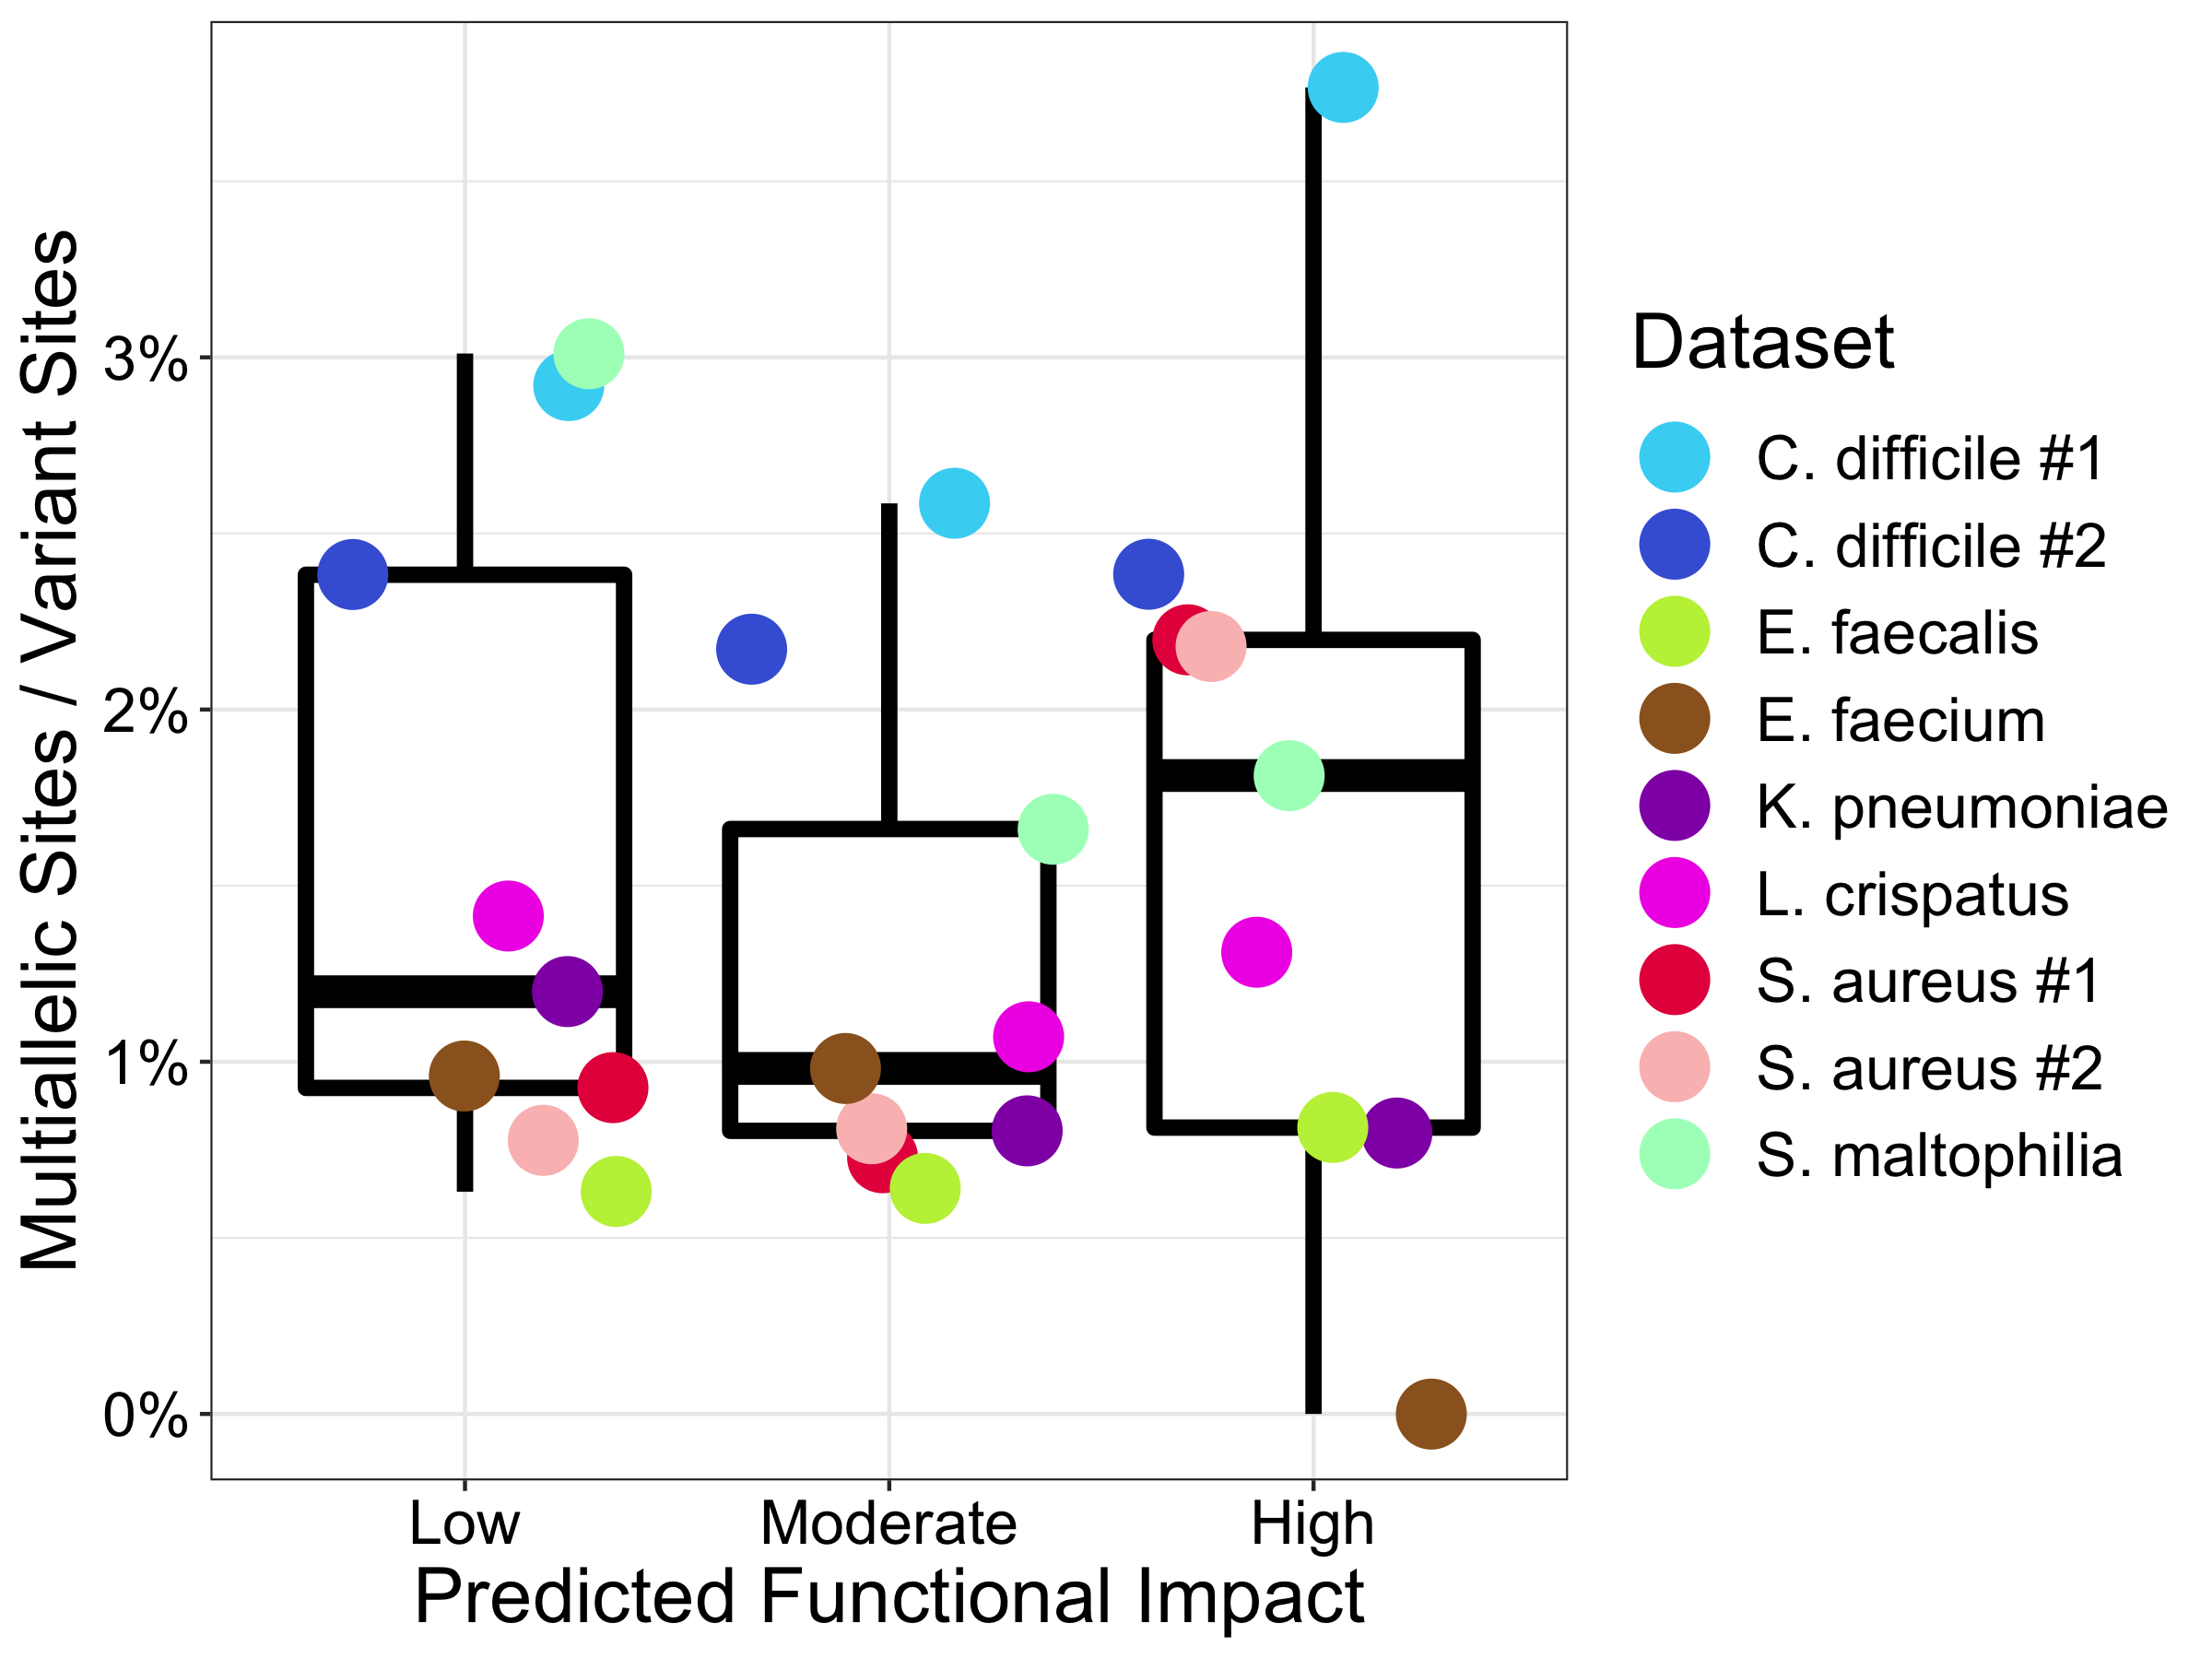 Multiallelic Sites / Variant Sites
3%
2%
1%
0%
Low Moderate High
Predicted Functional Impact
Dataset
C. difficile #1
C. difficile #2
E. faecalis
E. faecium
K. pneumoniae
L. crispatus
S. aureus #1
S. aureus #2
S. maltophilia